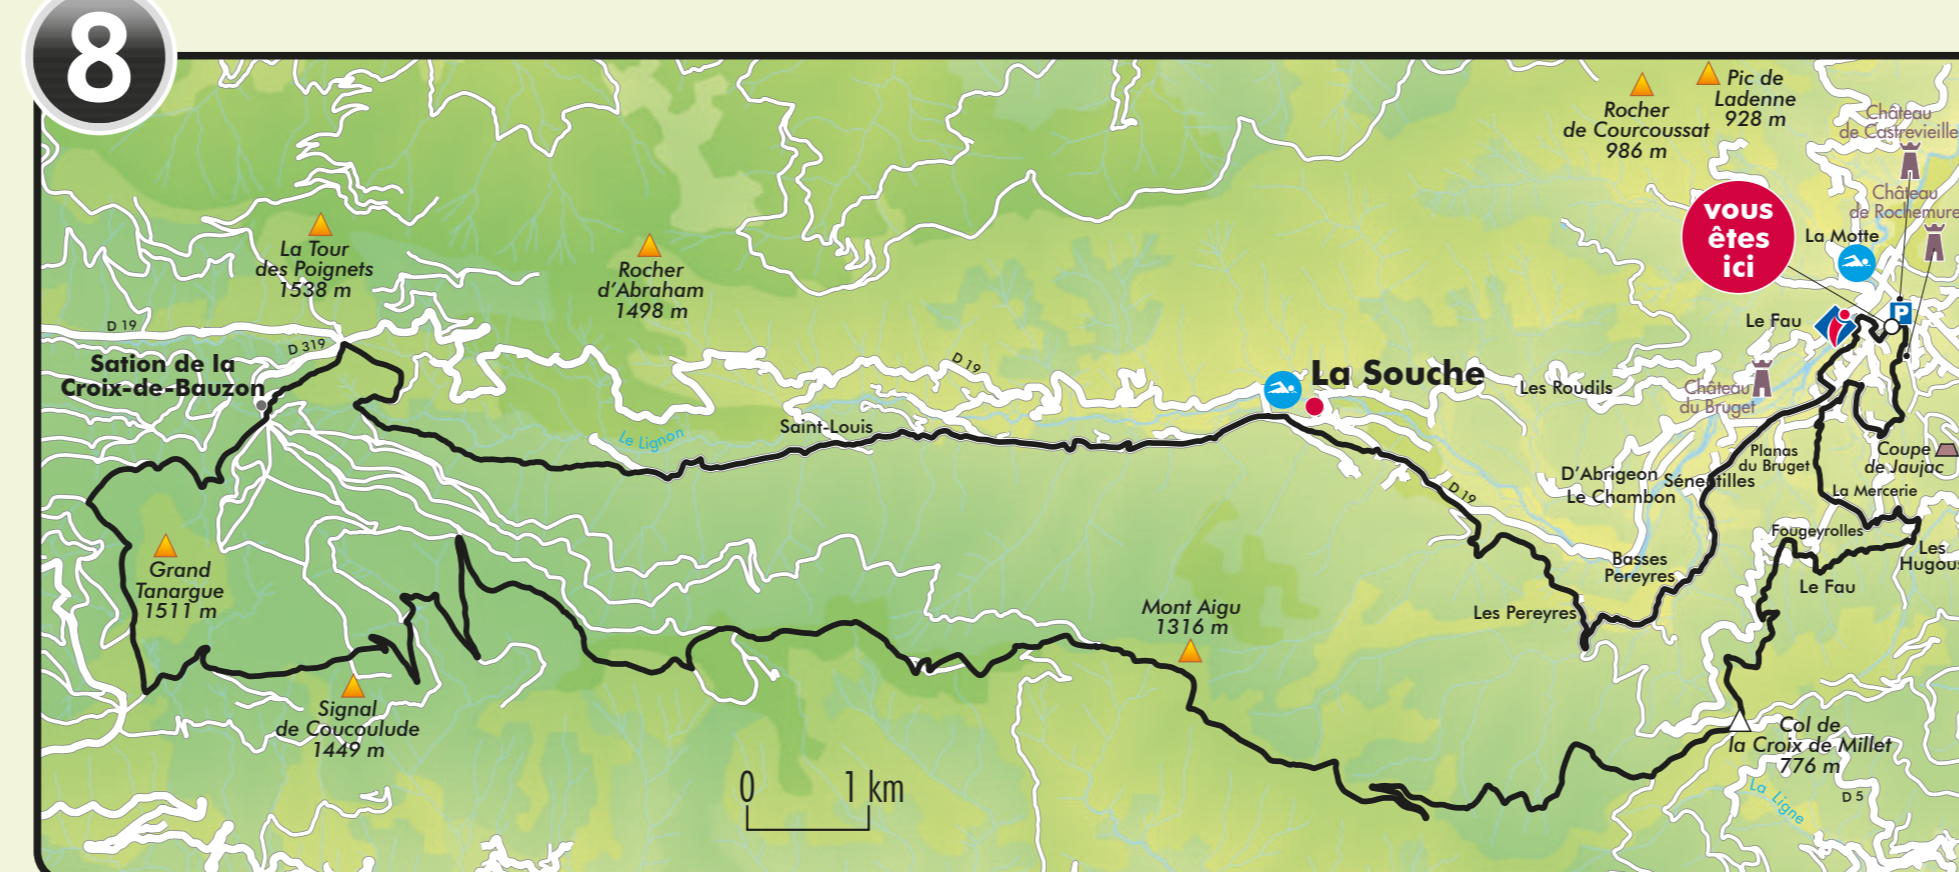 8
Pic de
Ladenne
928 m
Rocher
de Courcoussat
986 m
Château
de Castrevieille
Château
de Rochemure
vous
êtes
ici
La Motte
La Tour
des Poignets
1538 m
Rocher
d'Abraham
1498 m
P
D 19
D 319
Le Fau
Sation de la
Croix-de-Bauzon
D 19
La Souche
Les Roudils
Château
du Bruget
Le Lignon
Saint-Louis
Planas
du Bruget
Coupe
de Jaujac
D'Abrigeon
Sénentilles
Le Chambon
La Mercerie
D 19
Fougeyrolles
Les
Hugou
Basses
Pereyres
Le Fau
Grand
Tanargue
1511 m
Les Pereyres
Mont Aigu
1316 m
Signal
de Coucoulude
1449 m
Col de
la Croix de Millet
776 m
0 1 km
La Ligne
D 5